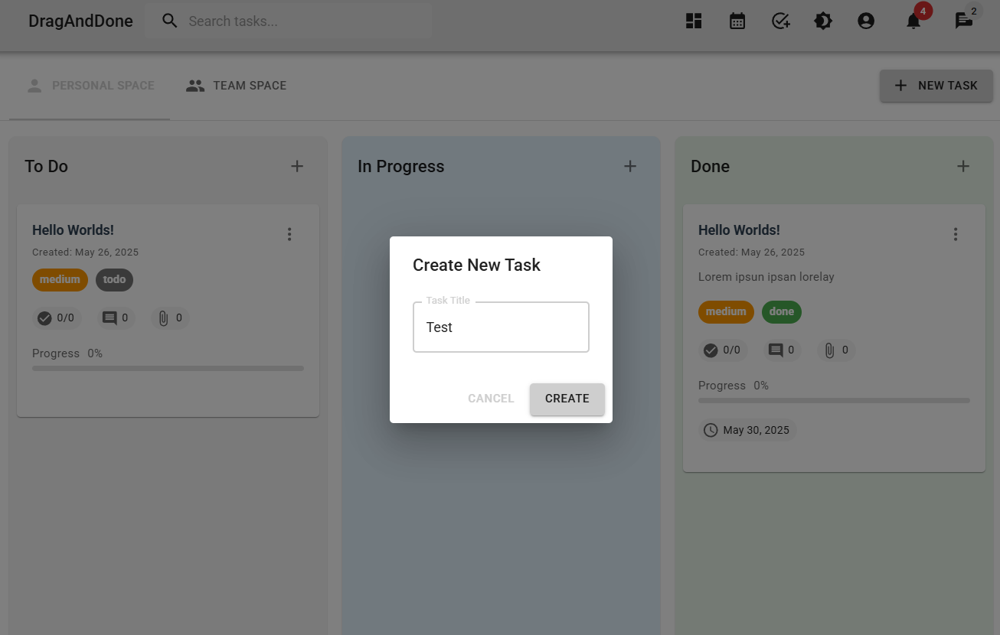 DragAndDone
Search tasks...
4
2
PERSONAL SPACE
TEAM SPACE
NEW TASK
To Do
In Progress
Done
Hello Worlds!
Created: May 26, 2025
medium
todo
0/0
0
0
Progress 0%
Create New Task
Task Title
Test
CANCEL
CREATE
Hello Worlds!
Created: May 26, 2025
Lorem ipsun ipsan lorelay
medium
done
0/0
0
0
Progress 0%
May 30, 2025